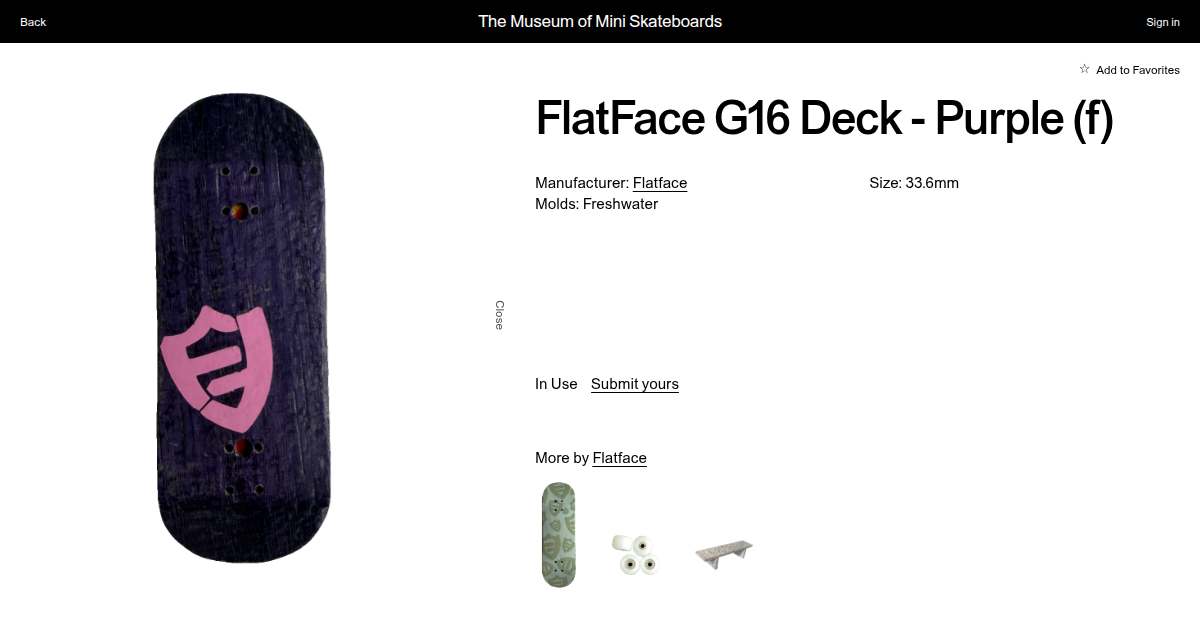 Back
The Museum of Mini Skateboards
Sign in
☆ Add to Favorites
FlatFace G16 Deck - Purple (f)
Manufacturer: Flatface
Size: 33.6mm
Molds: Freshwater
Close
In Use Submit yours
More by Flatface